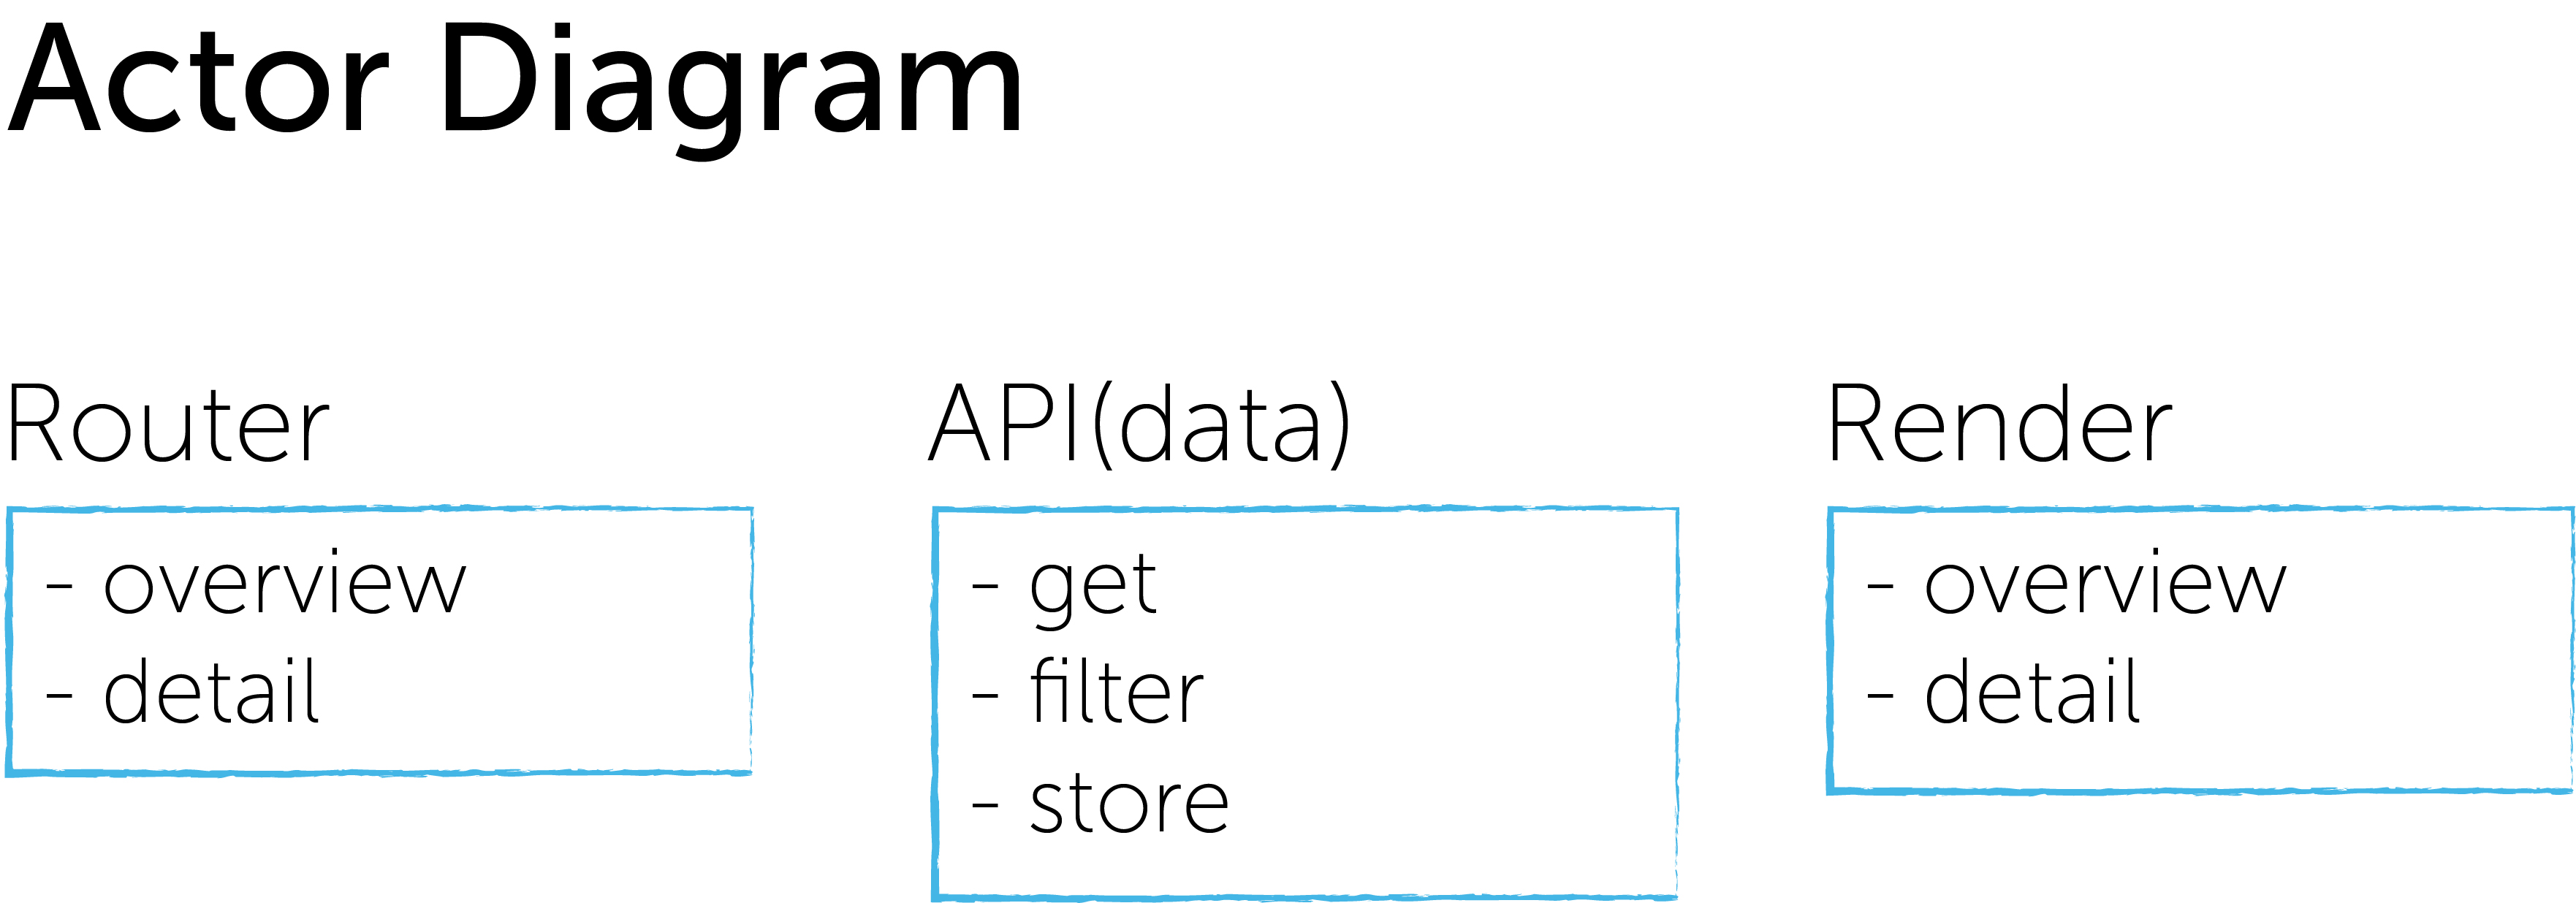 Actor Diagram
Router
- overview
- detail
API(data)
- get
- filter
- store
Render
- overview
- detail